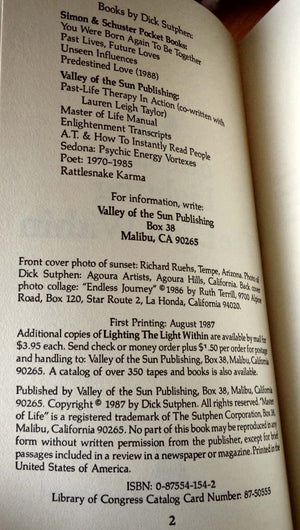 Books by Dick Sutphen:
Simon & Schuster Pocket Books:
You Were Born Again To Be Together
Past Lives, Future Loves
Unseen Influences
Predestined Love (1988)
Valley of the Sun Publishing:
Past-Life Therapy In Action (co-written with
Lauren Leigh Taylor)
Master of Life Manual
Enlightenment Transcripts
A.T. & How To Instantly Read People
Sedona: Psychic Energy Vortexes
Poet: 1970-1985
Rattlesnake Karma
For information, write:
Valley of the Sun Publishing
Box 38
Malibu, CA 90265
Front cover photo of sunset: Richard Ruehs, Tempe, Arizona. Photo of
Dick Sutphen: Agoura Artists, Agoura Hills, California. Back cover
photo collage: "Endless Journey" ©1986 by Ruth Terrill, 9700 Alpine
Road, Box 120, Star Route 2, La Honda, California 94020.
First Printing: August 1987
Additional copies of Lighting The Light Within are available by mail for
$3.95 each. Send check or money order plus $1.50 per order for postage
and handling to: Valley of the Sun Publishing, Box 38, Malibu, California
90265. A catalog of over 350 tapes and books is also available.
Published by Valley of the Sun Publishing, Box 38, Malibu, California
90265. Copyright © 1987 by Dick Sutphen. All rights reserved. "Master
of Life" is a registered trademark of The Sutphen Corporation, Box 38,
Malibu, California 90265. No part of this book may be reproduced in any
form without written permission from the publisher, except for brief
passages included in a review in a newspaper or magazine. Printed in the
United States of America.
ISBN: 0-87554-154-2
Library of Congress Catalog Card Number: 87-50555
2